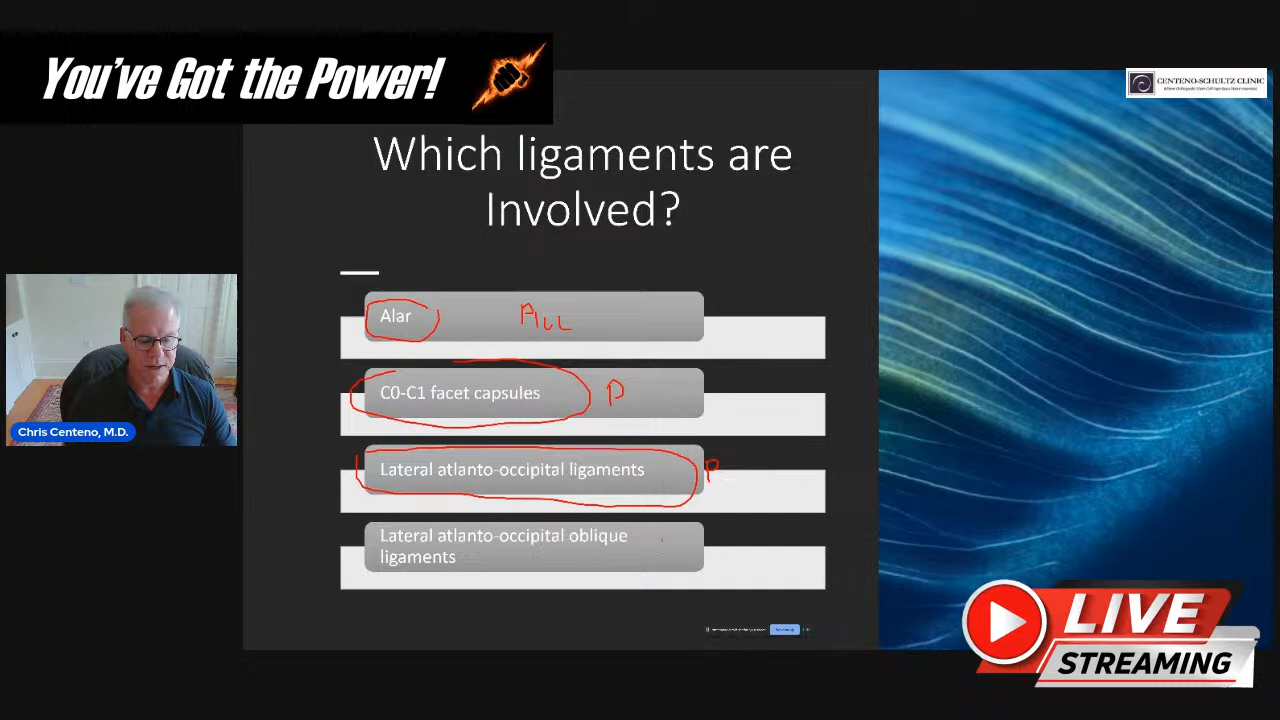 You've Got the Power!
CENTENO-SCHULTZ CLINIC
Which ligaments are
Involved?
Alar
ALL
C0-C1 facet capsules
P
Lateral atlanto-occipital ligaments
P
Lateral atlanto-occipital oblique
ligaments
Chris Centeno, M.D.
LIVE
STREAMING